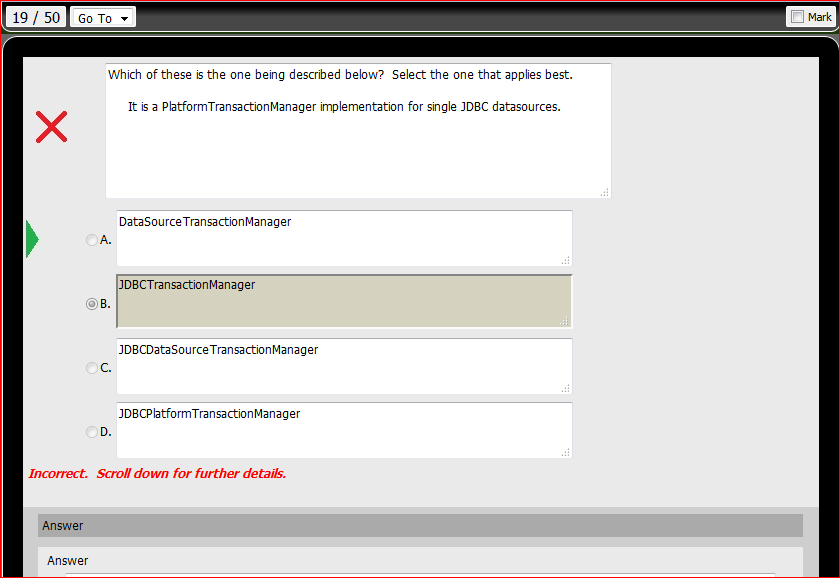 19 / 50
Go To
Mark
Which of these is the one being described below?  Select the one that applies best.
It is a PlatformTransactionManager implementation for single JDBC datasources.
A.
DataSourceTransactionManager
B.
JDBCTransactionManager
C.
JDBCDataSourceTransactionManager
D.
JDBCPlatformTransactionManager
Incorrect.  Scroll down for further details.
Answer
Answer